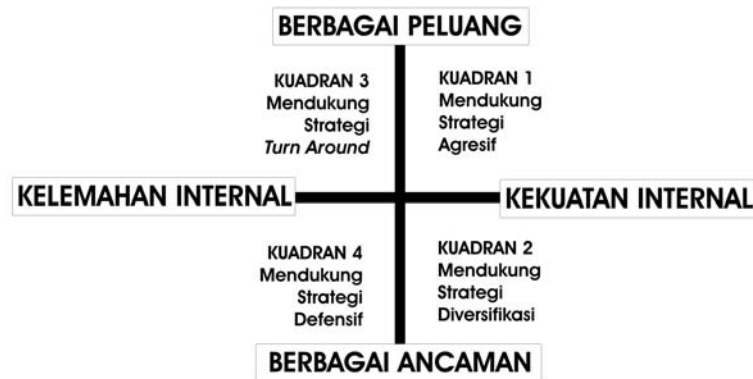 BERBAGAI PELUANG
KUADRAN 3
Mendukung
Strategi
Turn Around
KUADRAN 1
Mendukung
Strategi
Agresif
KELEMAHAN INTERNAL
KEKUATAN INTERNAL
KUADRAN 4
Mendukung
Strategi
Defensif
KUADRAN 2
Mendukung
Strategi
Diversifikasi
BERBAGAI ANCAMAN